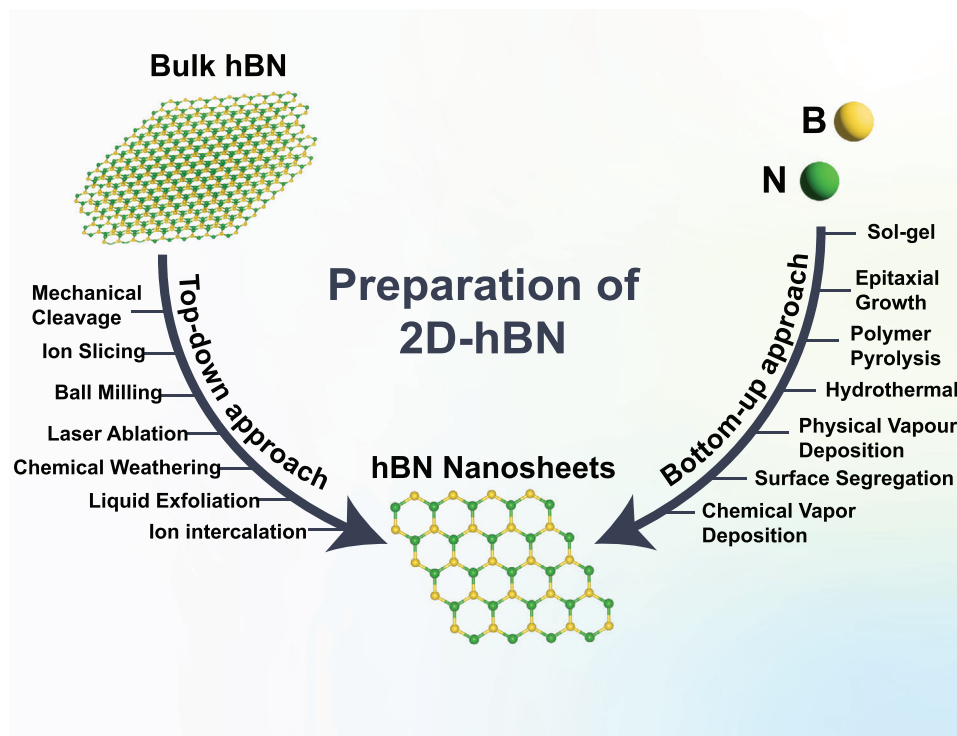 Bulk hBN
B
N
Preparation of
2D-hBN
Top-down approach
Mechanical
Cleavage
Ion Slicing
Ball Milling
Laser Ablation
Chemical Weathering
Liquid Exfoliation
Ion intercalation
Bottom-up approach
Sol-gel
Epitaxial
Growth
Polymer
Pyrolysis
Hydrothermal
Physical Vapour
Deposition
Surface Segregation
Chemical Vapor
Deposition
hBN Nanosheets